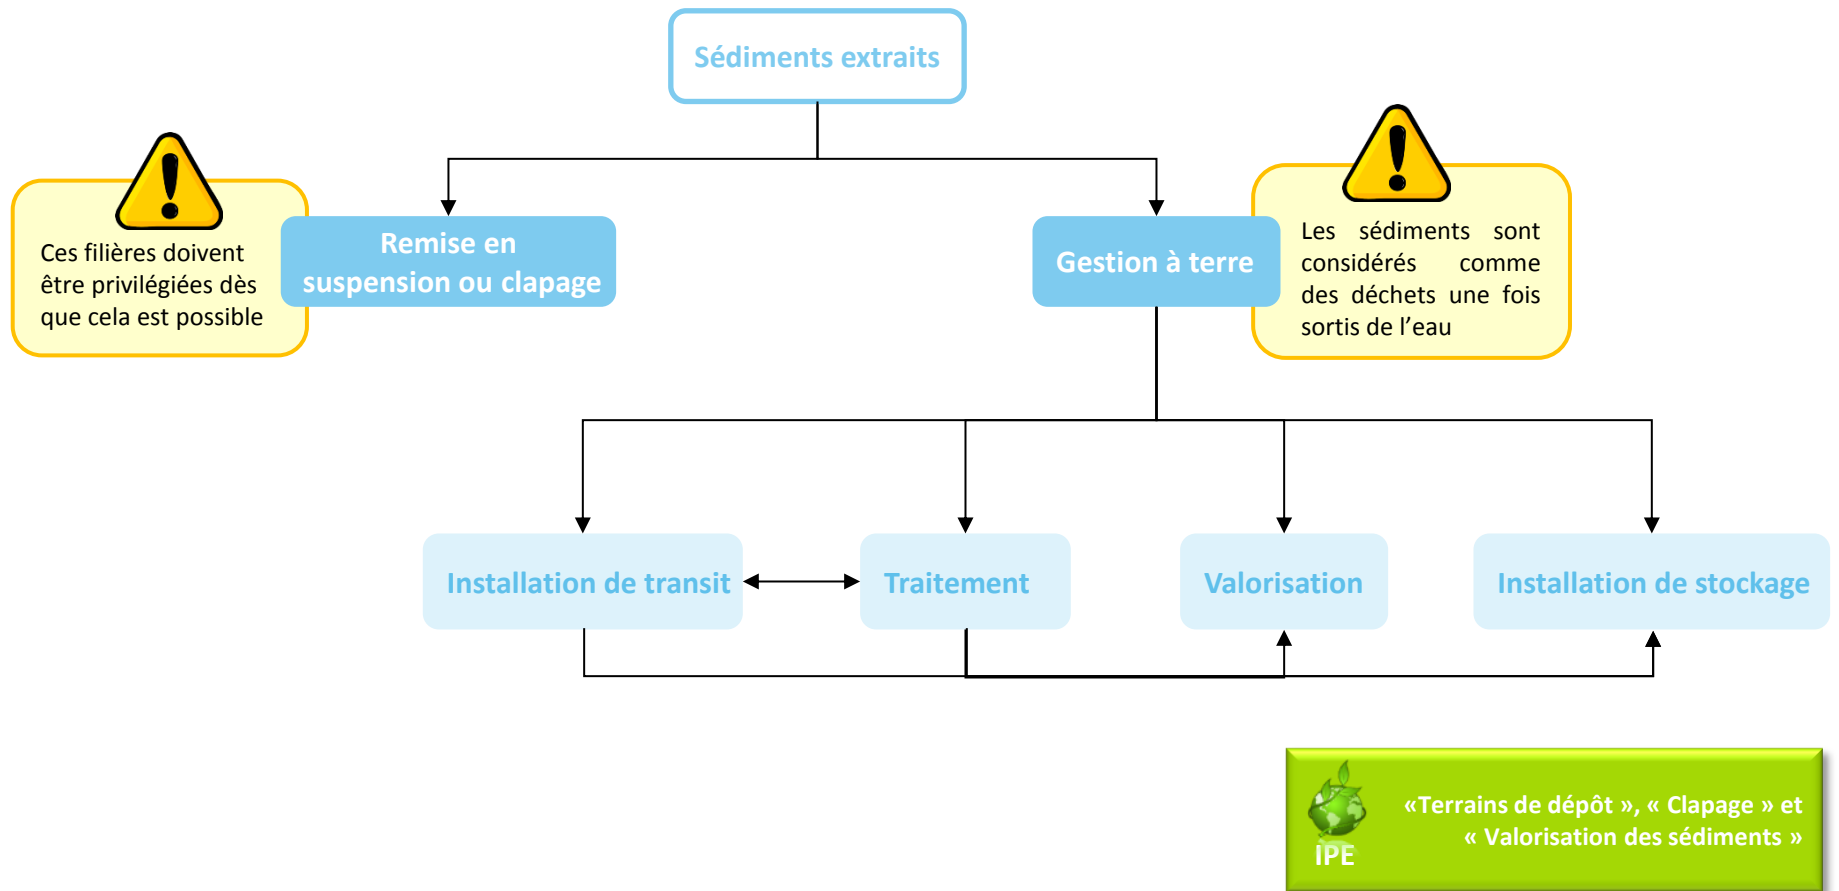 Sédiments extraits
Ces filières doivent
être privilégiées dès
que cela est possible
Remise en
suspension ou clapage
Gestion à terre
Les sédiments sont
considérés comme
des déchets une fois
sortis de l’eau
Installation de transit
Traitement
Valorisation
Installation de stockage
IPE
«Terrains de dépôt », « Clapage » et
« Valorisation des sédiments »